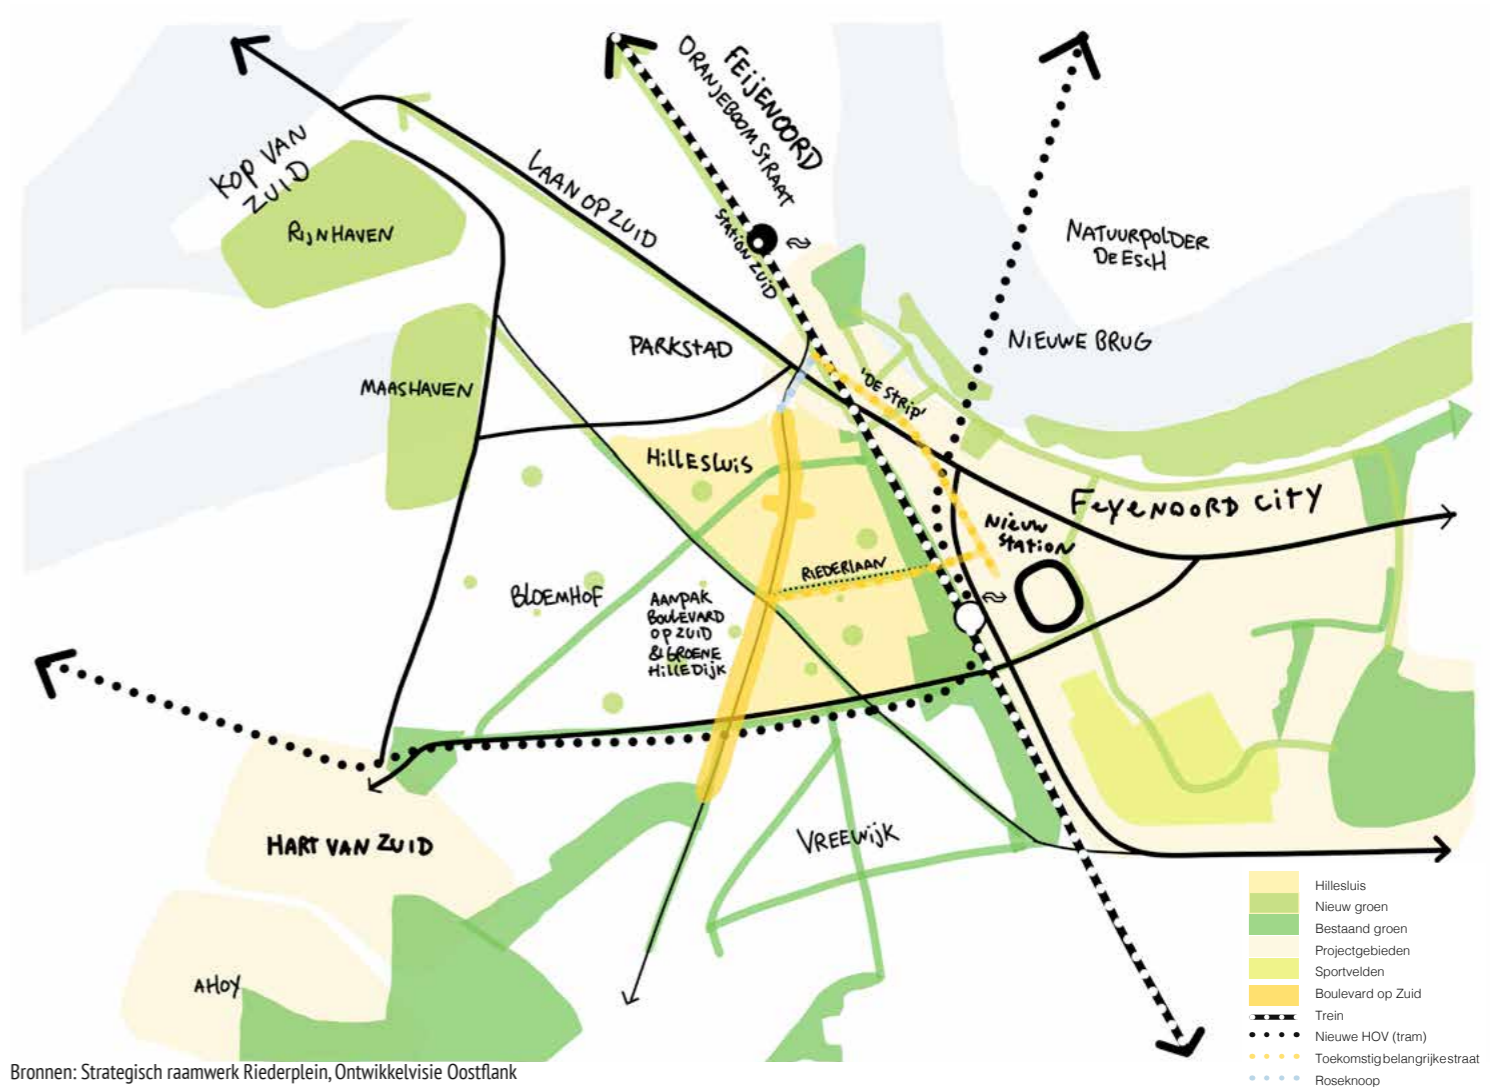 FEIJENOORD
ORANJEBOOMSTRAAT
KOP VAN
ZUID
LAAN OP ZUID
RIJNHAVEN
STATION ZUID
NATUURPOLDER
DE ESCH
NIEUWE BRUG
PARKSTAD
MAASHAVEN
'DE STRIP'
HILLESLUIS
FEYENOORD CITY
NIEUW
STATION
RIEDERLAAN
BLOEMHOF
AANPAK
BOULEVARD
OP ZUID
& GROENE
HILLEDIJK
HART VAN ZUID
VREEWIJK
AHOY
Hillesluis
Nieuw groen
Bestaand groen
Projectgebieden
Sportvelden
Boulevard op Zuid
Trein
Nieuwe HOV (tram)
Toekomstig belangrijke straat
Roseknoop
Bronnen: Strategisch raamwerk Riederplein, Ontwikkelvisie Oostflank